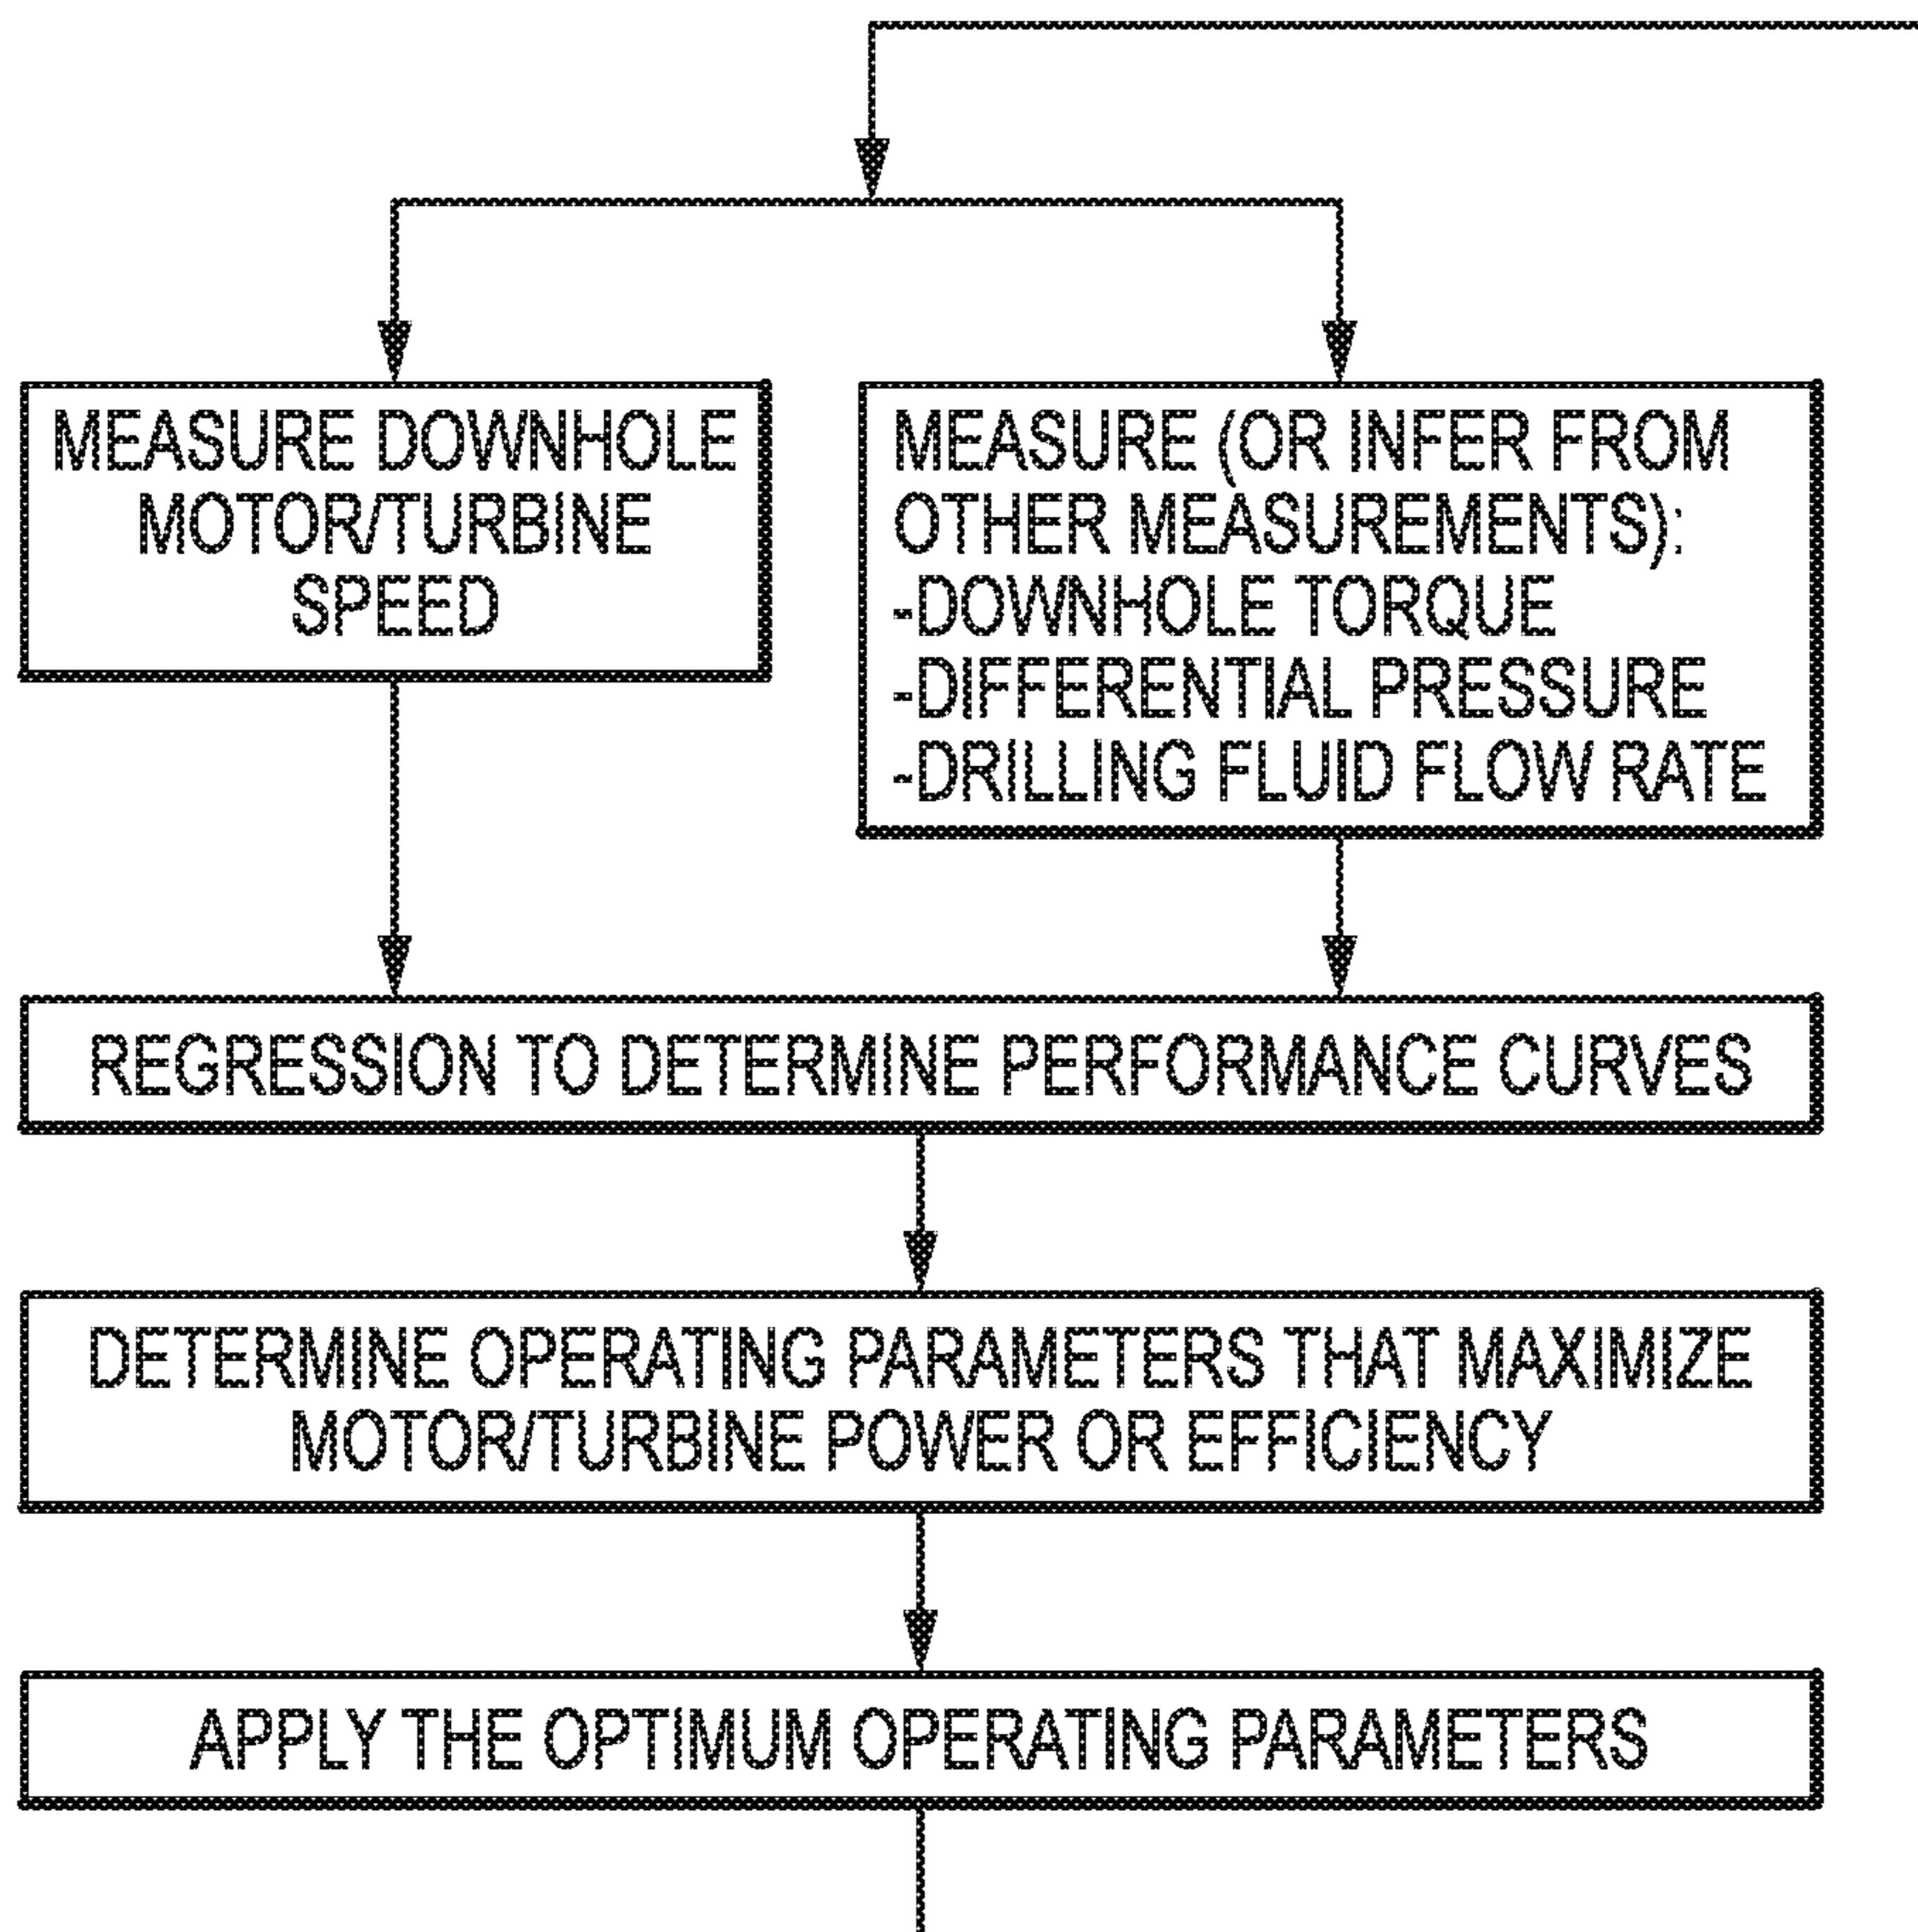 MEASURE DOWNHOLE
MOTOR/TURBINE
SPEED
MEASURE (OR INFER FROM
OTHER MEASUREMENTS):
-DOWNHOLE TORQUE
-DIFFERENTIAL PRESSURE
-DRILLING FLUID FLOW RATE
REGRESSION TO DETERMINE PERFORMANCE CURVES
DETERMINE OPERATING PARAMETERS THAT MAXIMIZE
MOTOR/TURBINE POWER OR EFFICIENCY
APPLY THE OPTIMUM OPERATING PARAMETERS